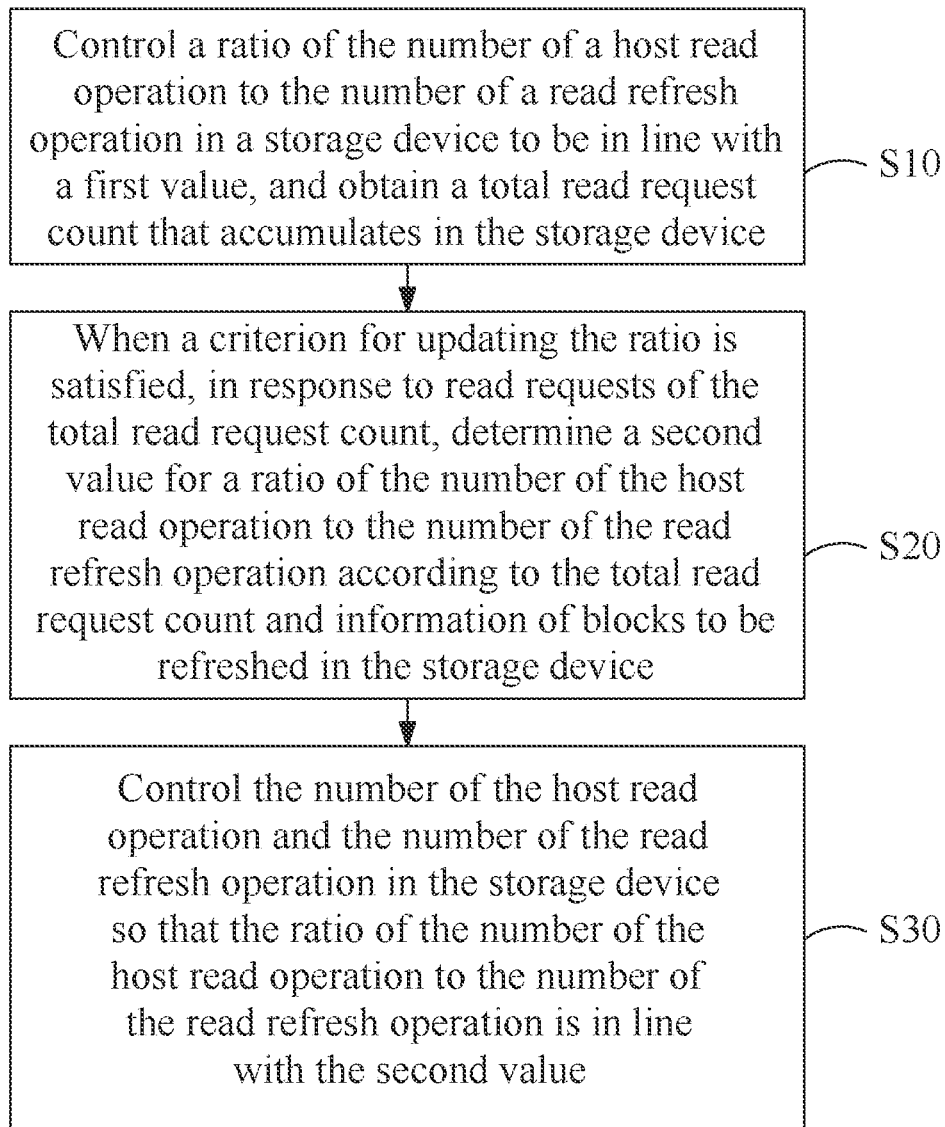 Control a ratio of the number of a host read
operation to the number of a read refresh
operation in a storage device to be in line with
a first value, and obtain a total read request
count that accumulates in the storage device
S10
When a criterion for updating the ratio is
satisfied, in response to read requests of the
total read request count, determine a second
value for a ratio of the number of the host
read operation to the number of the read
refresh operation according to the total read
request count and information of blocks to be
refreshed in the storage device
S20
Control the number of the host read
operation and the number of the read
refresh operation in the storage device
so that the ratio of the number of the
host read operation to the number of
the read refresh operation is in line
with the second value
S30